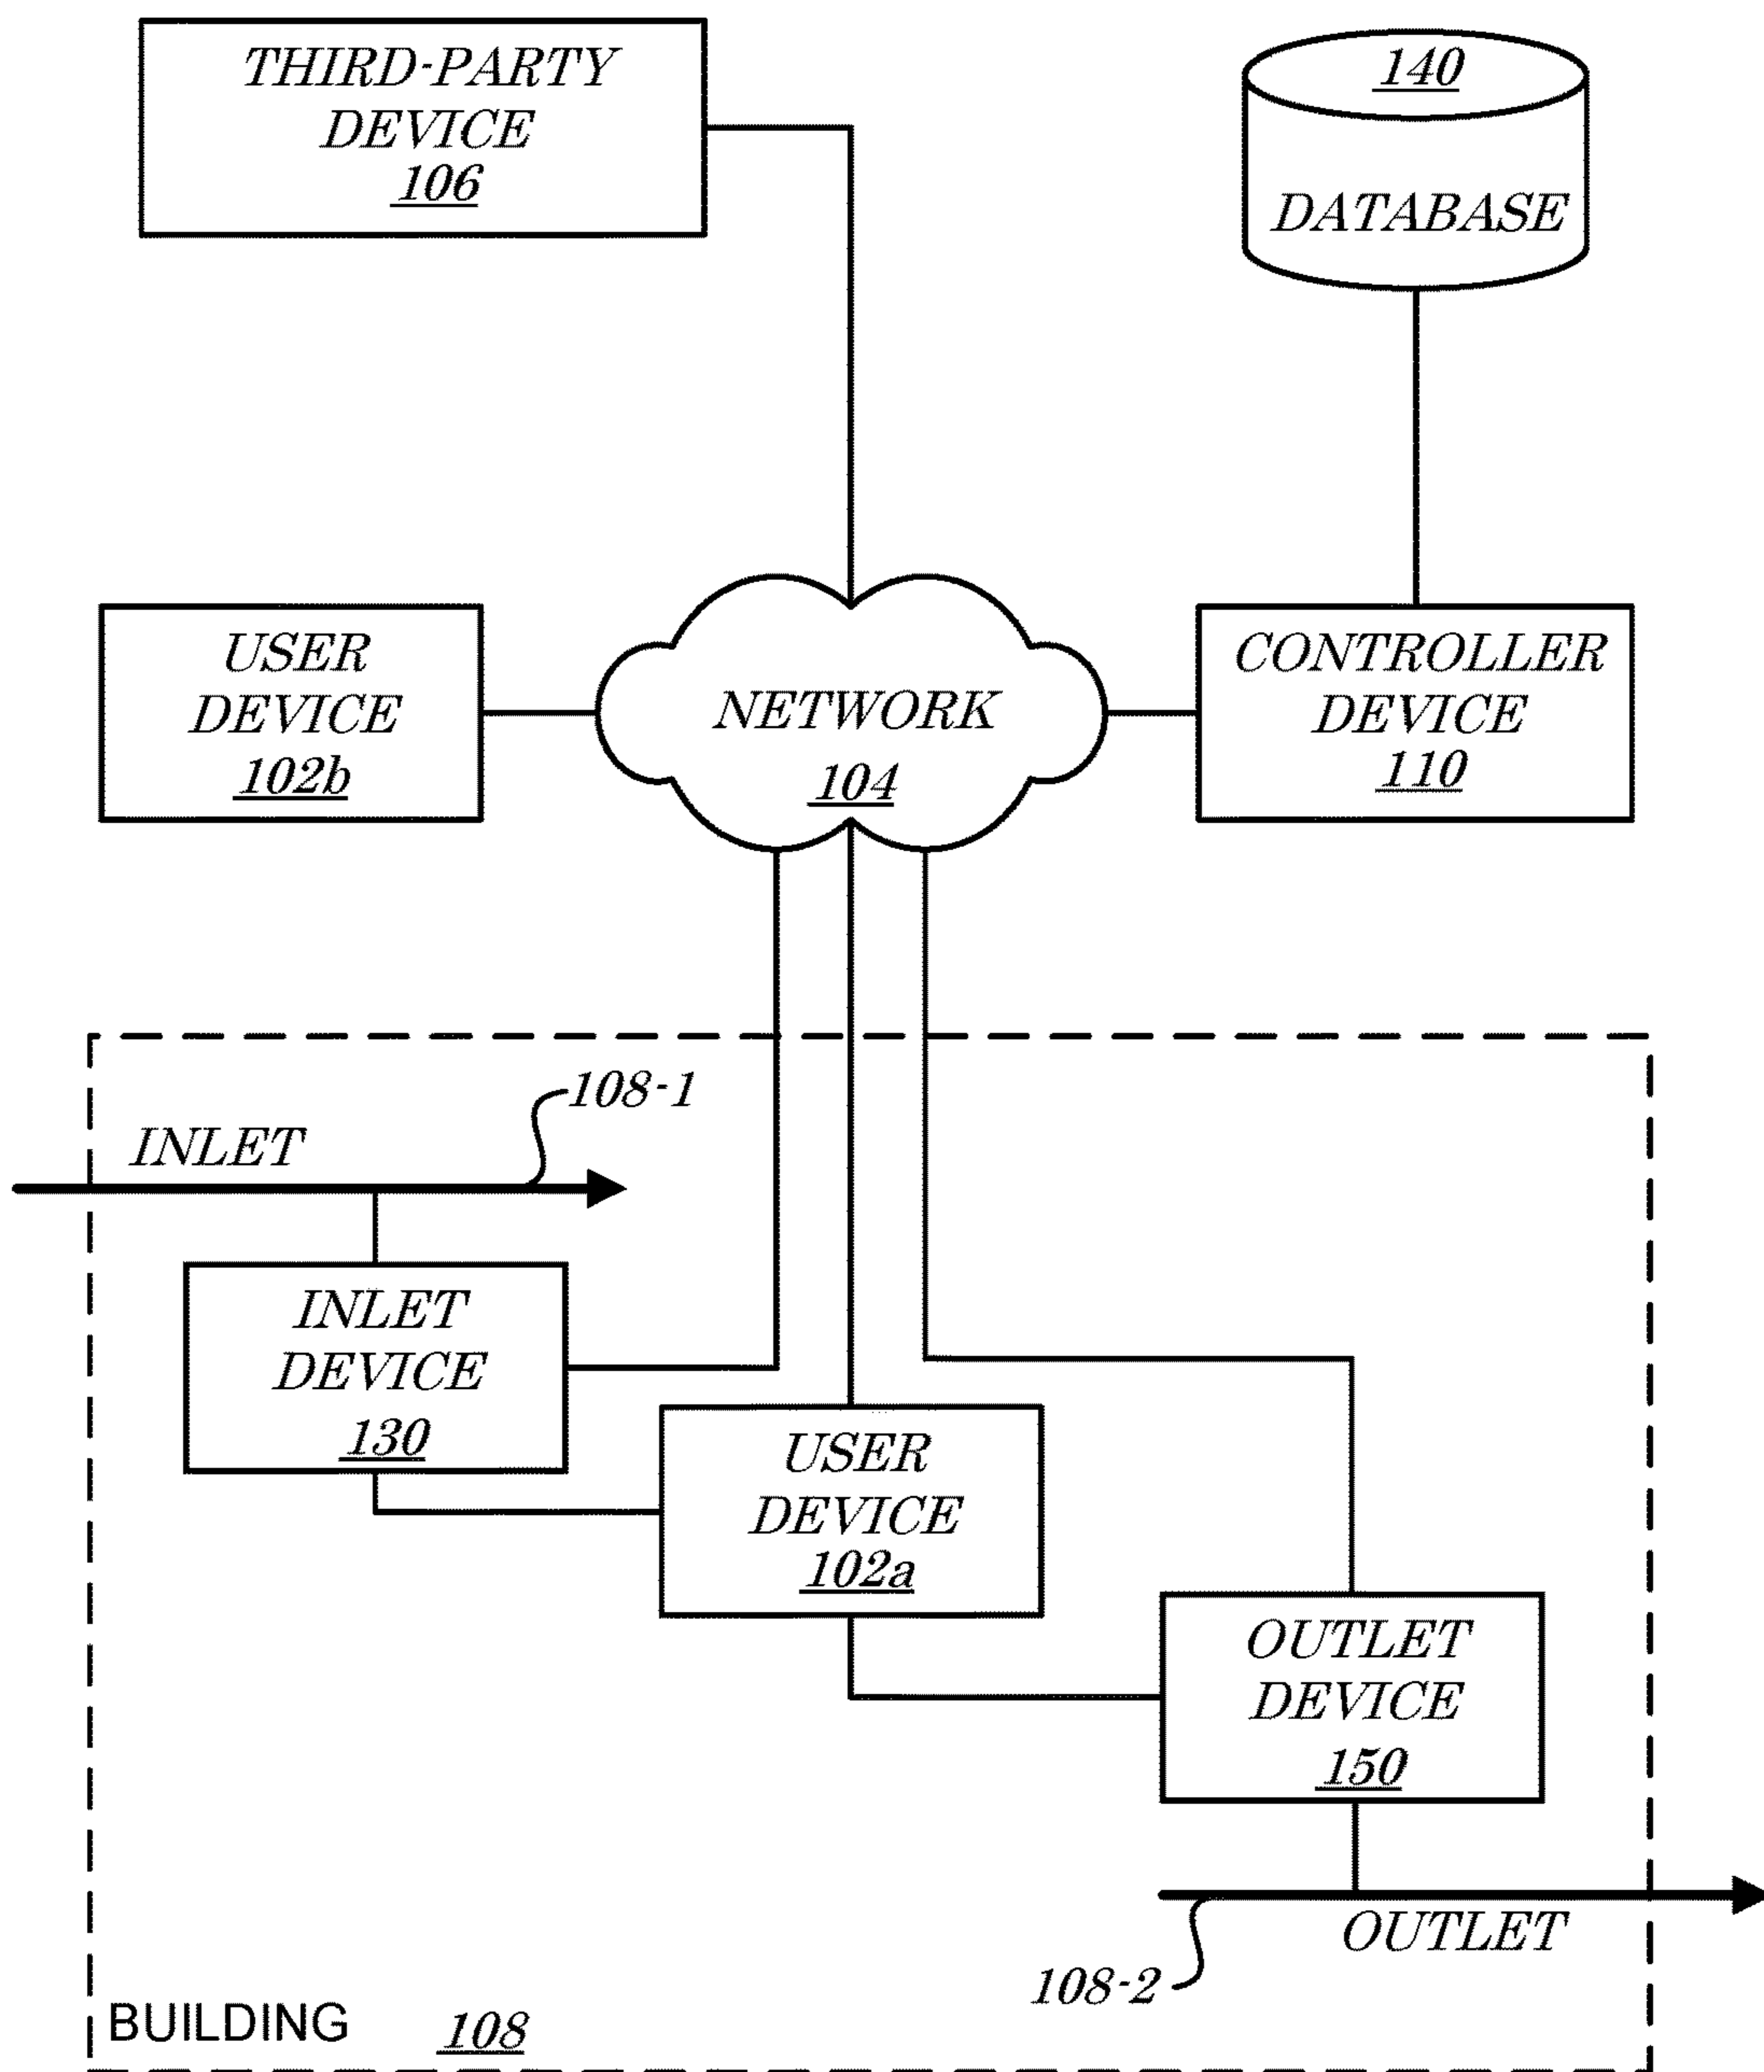 THIRD-PARTY
DEVICE
106
140
DATABASE
USER
DEVICE
102b
NETWORK
104
CONTROLLER
DEVICE
110
108-1
INLET
INLET
DEVICE
130
USER
DEVICE
102a
OUTLET
DEVICE
150
OUTLET
108-2
BUILDING 108